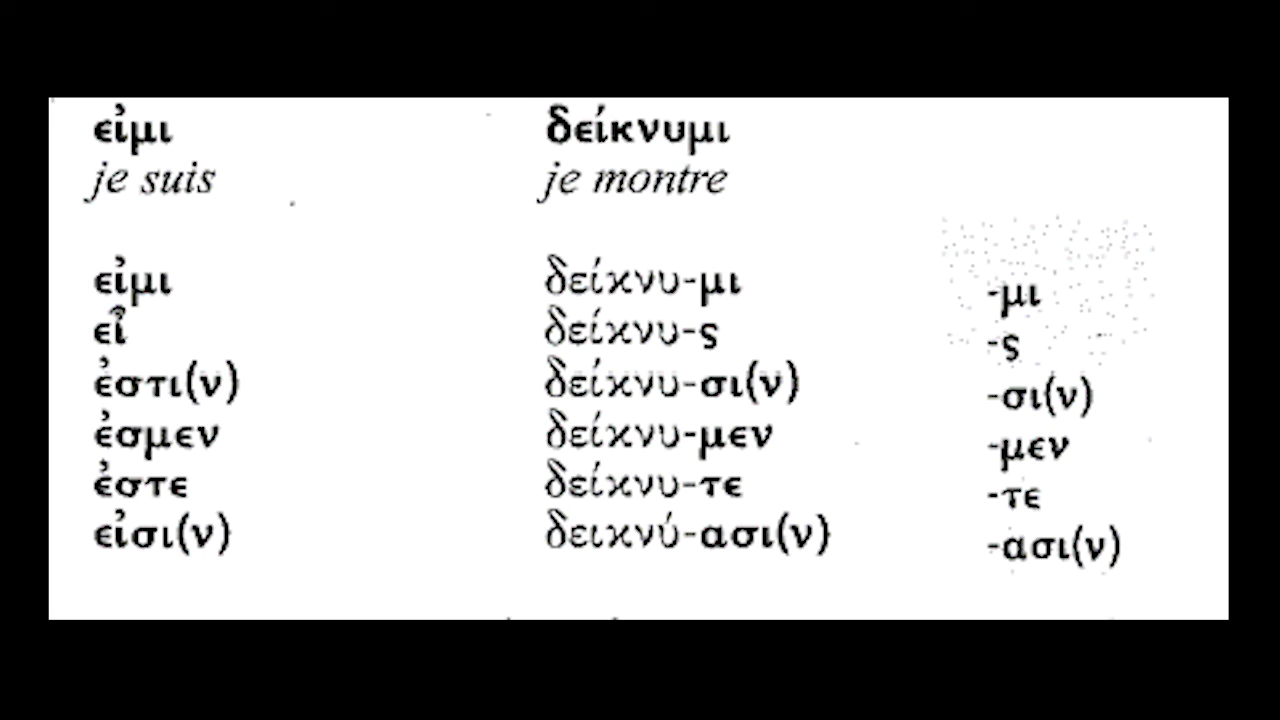 εἰμι δείκνυμι
je suis je montre
εἰμι δείκνυ-μι -μι
εἶ δείκνυ-ς -ς
ἐστι(ν) δείκνυ-σι(ν) -σι(ν)
ἐσμεν δείκνυ-μεν -μεν
ἐστε δείκνυ-τε -τε
εἰσι(ν) δεικνύ-ασι(ν) -ασι(ν)